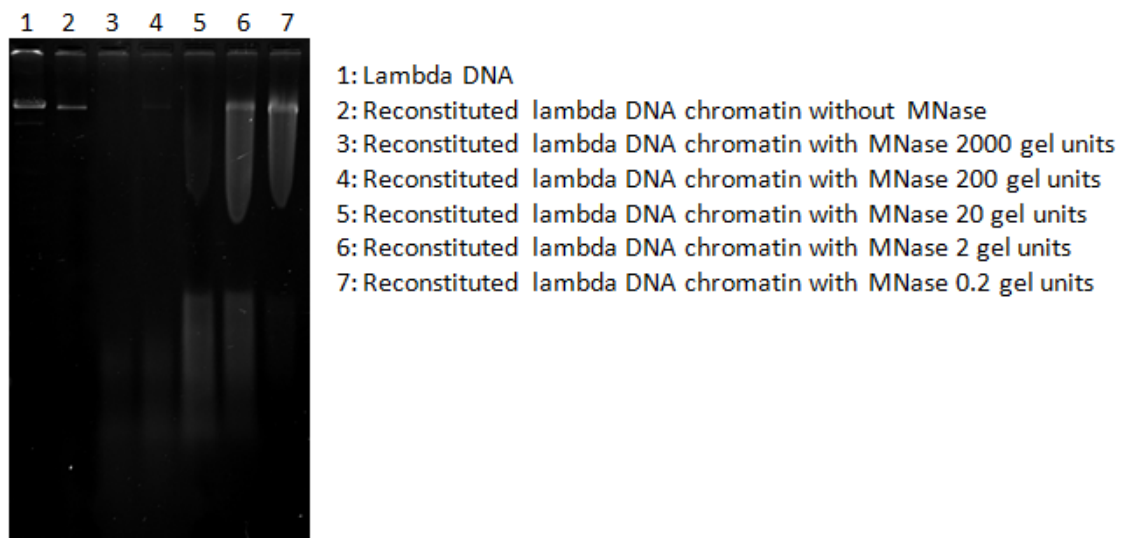 1 2 3 4 5 6 7
1: Lambda DNA
2: Reconstituted lambda DNA chromatin without MNase
3: Reconstituted lambda DNA chromatin with MNase 2000 gel units
4: Reconstituted lambda DNA chromatin with MNase 200 gel units
5: Reconstituted lambda DNA chromatin with MNase 20 gel units
6: Reconstituted lambda DNA chromatin with MNase 2 gel units
7: Reconstituted lambda DNA chromatin with MNase 0.2 gel units